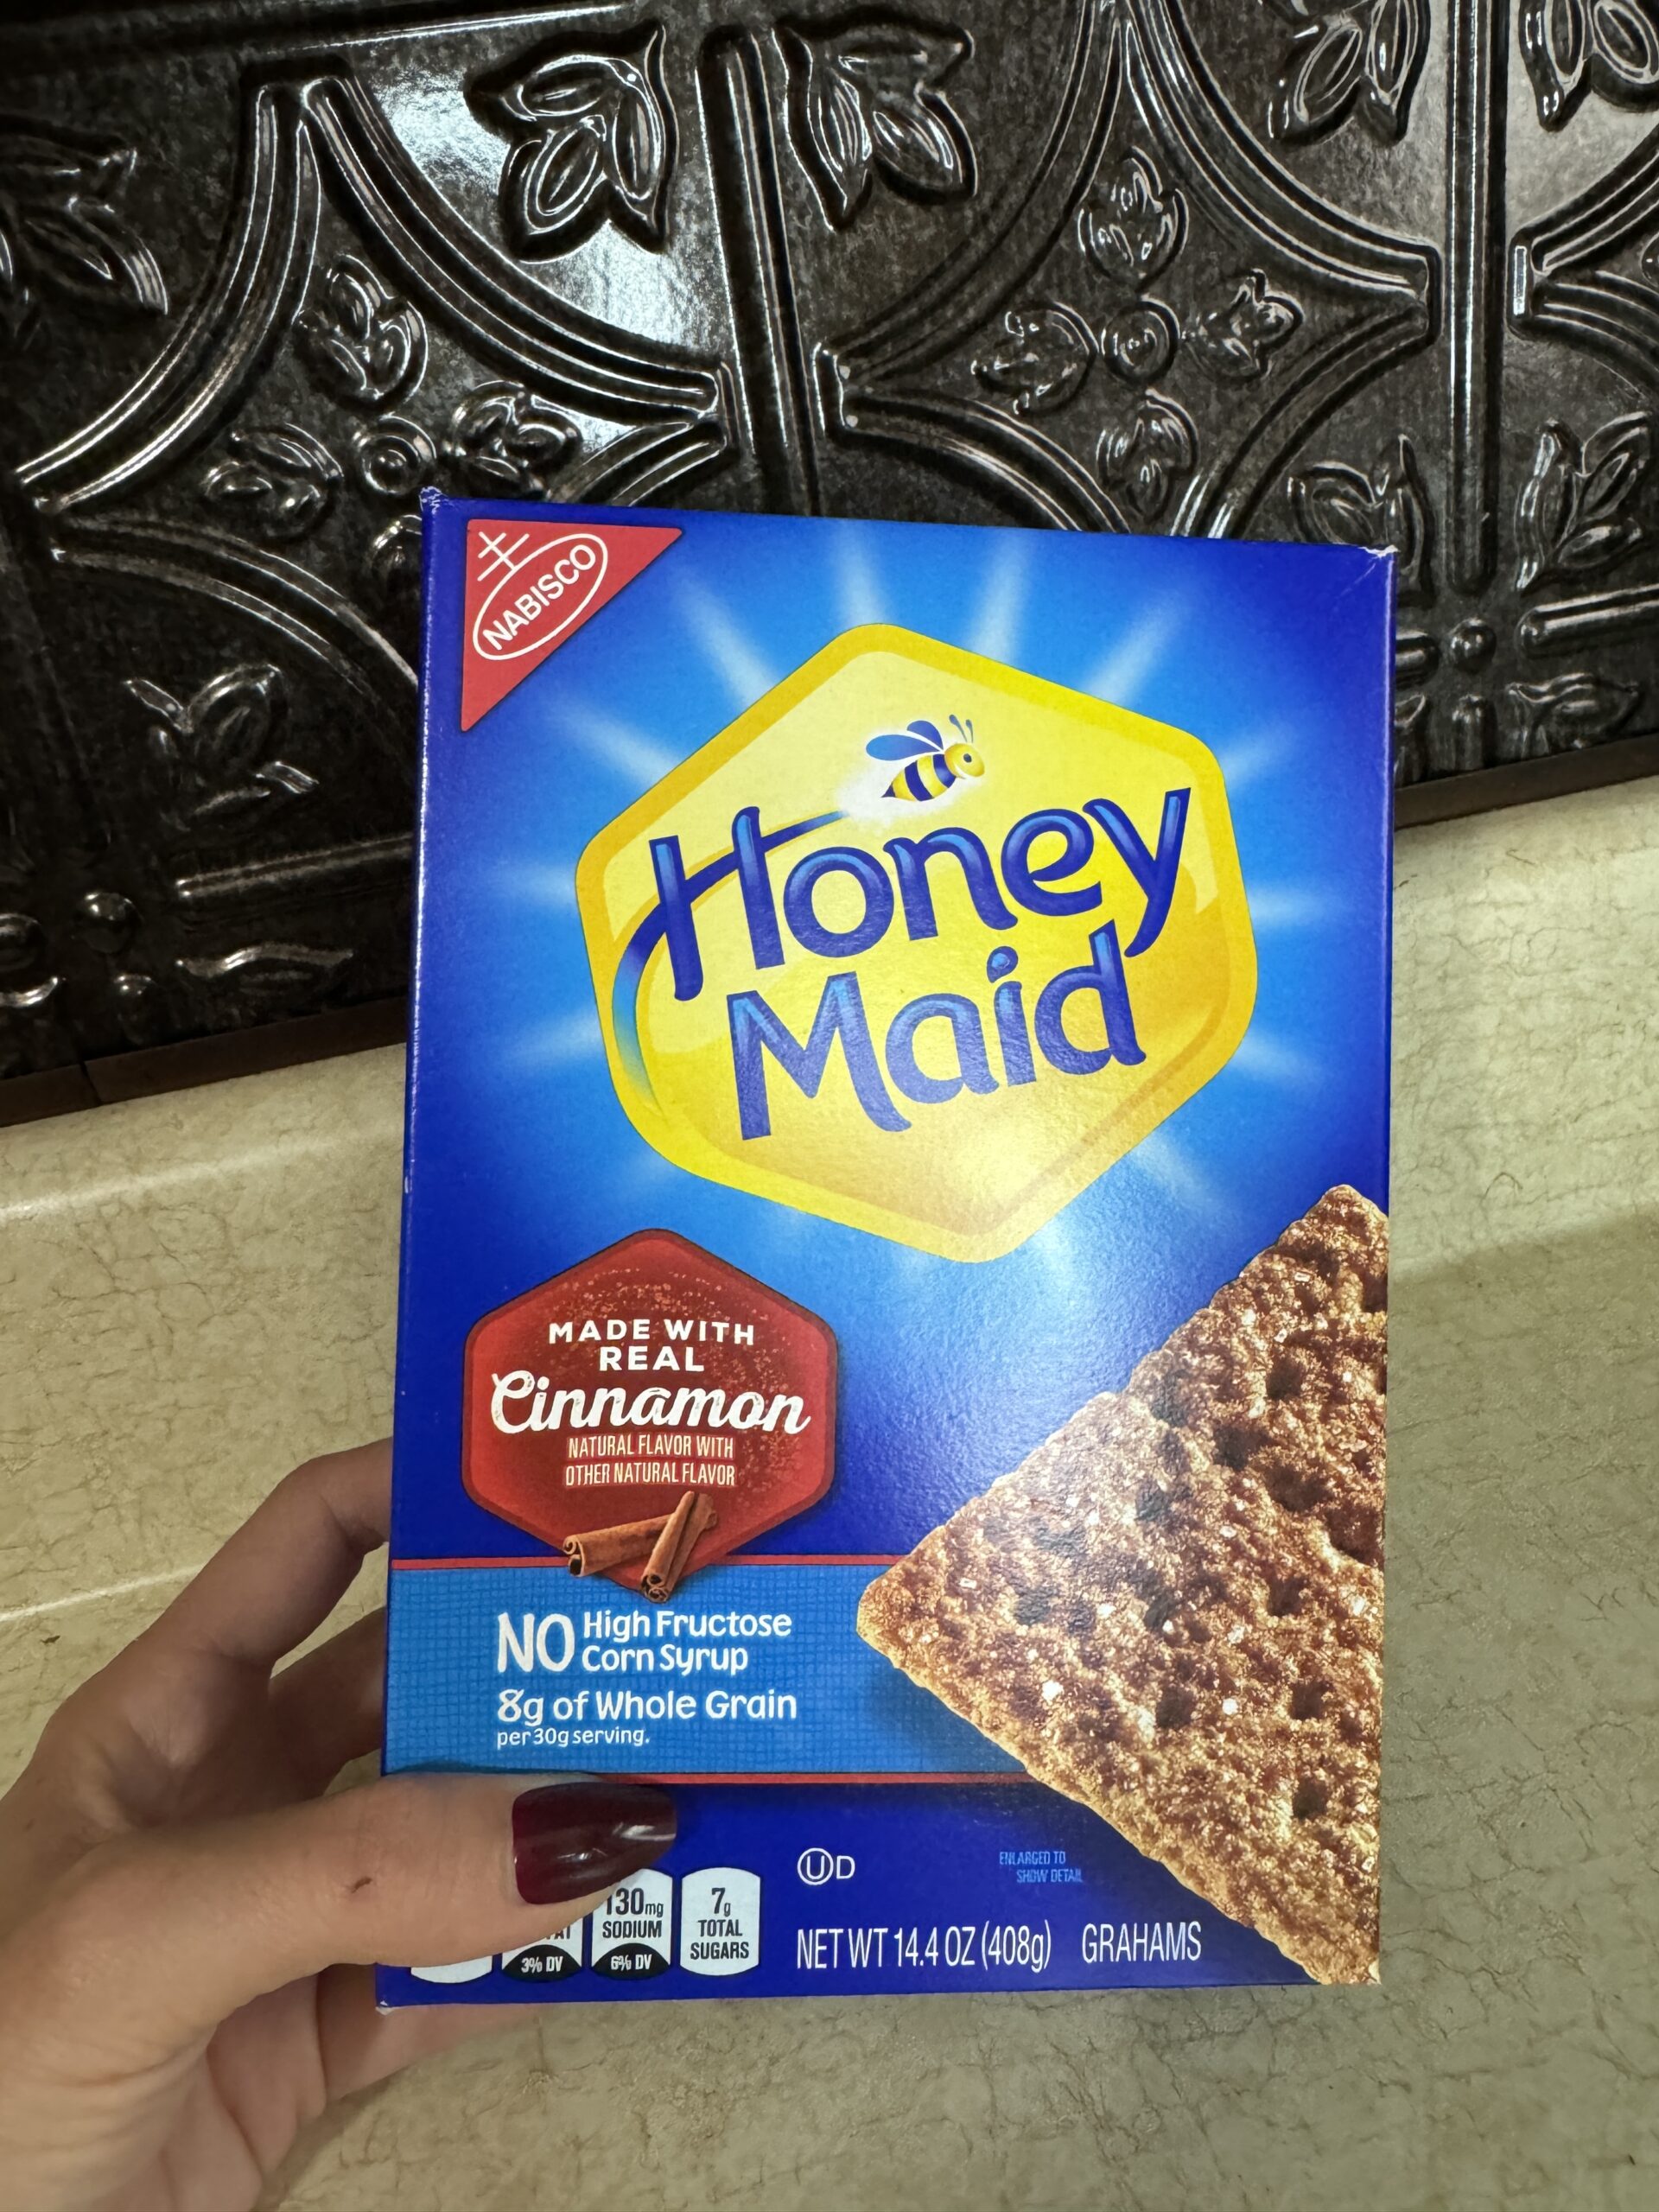 NABISCO
Honey
Maid
MADE WITH
REAL
Cinnamon
NATURAL FLAVOR WITH
OTHER NATURAL FLAVOR
NO High Fructose
Corn Syrup
8g of Whole Grain
per 30g serving.
U D
ENLARGED TO
SHOW DETAIL
3% DV
130mg
SODIUM
6% DV
7g
TOTAL
SUGARS
NET WT 14.4 OZ (408g) GRAHAMS